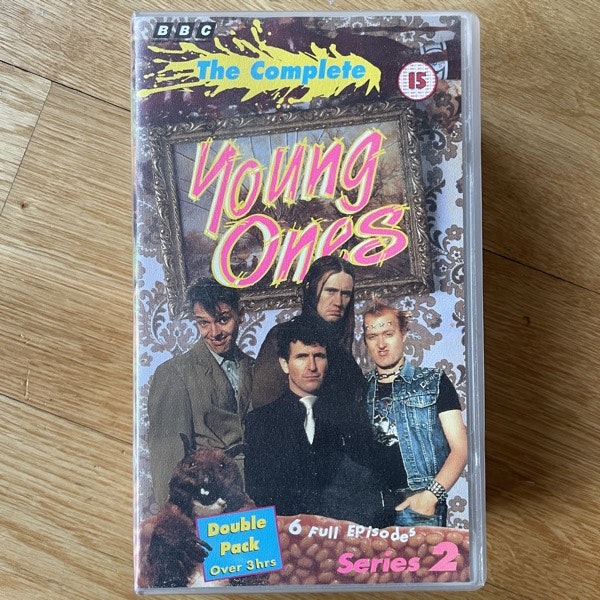 BBC
The Complete
15
Young
Ones
Double
Pack
Over 3hrs
6 Full Episodes
Series 2